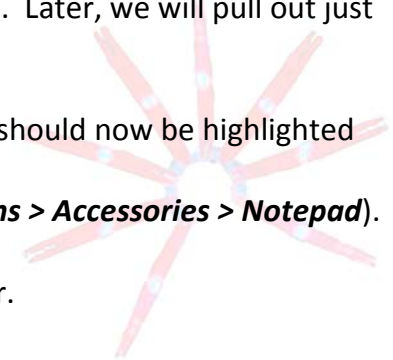 . Later, we will pull out just
should now be highlighted
ns > Accessories > Notepad).
r.